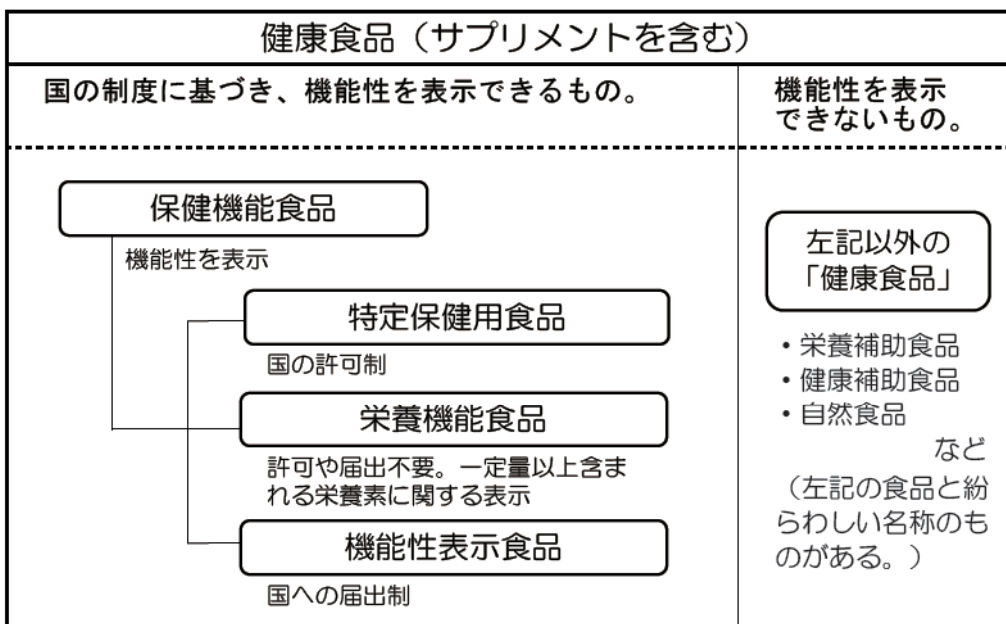 健康食品（サプリメントを含む）
国の制度に基づき、機能性を表示できるもの。
機能性を表示
できないもの。
保健機能食品
機能性を表示
特定保健用食品
国の許可制
栄養機能食品
許可や届出不要。一定量以上含ま
れる栄養素に関する表示
機能性表示食品
国への届出制
左記以外の
「健康食品」
・栄養補助食品
・健康補助食品
・自然食品
など
（左記の食品と紛
らわしい名称のも
のがある。）